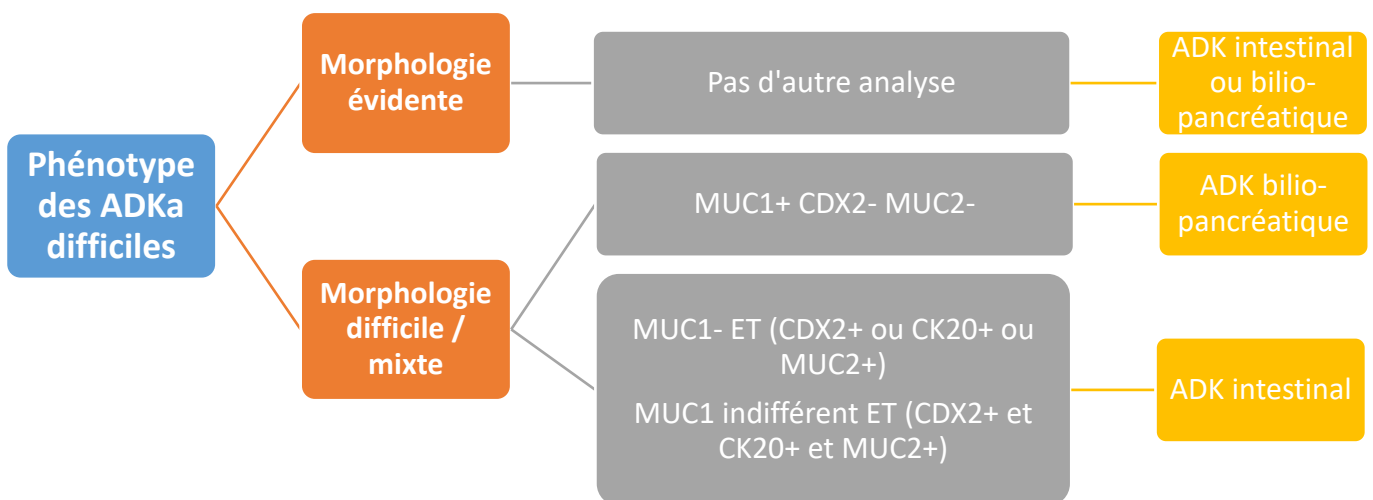 Phénotype
des ADKa
difficiles
Morphologie
évidente
Pas d'autre analyse
ADK intestinal
ou bilio-
pancréatique
Morphologie
difficile /
mixte
MUC1+ CDX2- MUC2-
ADK bilio-
pancréatique
MUC1- ET (CDX2+ ou CK20+ ou
MUC2+)
MUC1 indifférent ET (CDX2+ et
CK20+ et MUC2+)
ADK intestinal